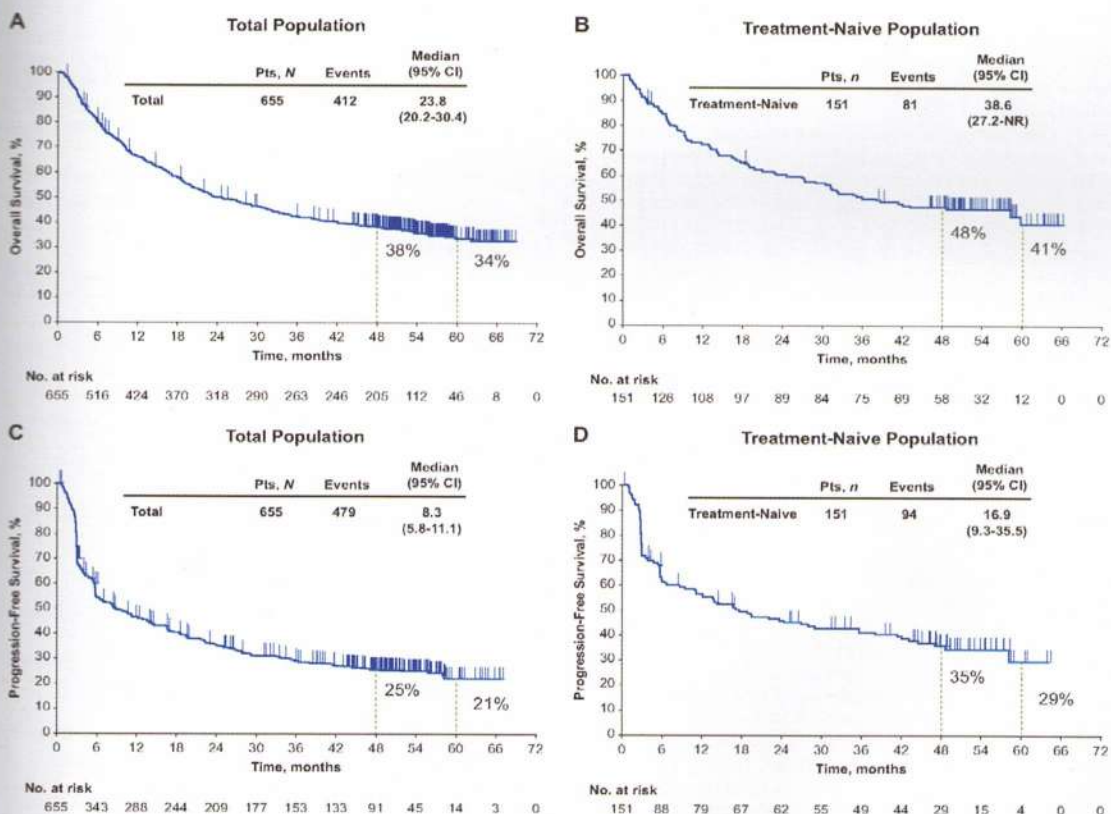 A
Total Population
Pts, N Events Median (95% CI)
Total 655 412 23.8 (20.2-30.4)
Overall Survival, %
100
90
80
70
60
50
40
30
20
10
0
38%
34%
0 6 12 18 24 30 36 42 48 54 60 66 72
Time, months
No. at risk
655 516 424 370 318 290 263 246 205 112 46 8 0
B
Treatment-Naive Population
Pts, n Events Median (95% CI)
Treatment-Naive 151 81 38.6 (27.2-NR)
Overall Survival, %
100
90
80
70
60
50
40
30
20
10
0
48%
41%
0 6 12 18 24 30 36 42 48 54 60 66 72
Time, months
No. at risk
151 126 108 97 89 84 75 69 58 32 12 0 0
C
Total Population
Pts, N Events Median (95% CI)
Total 655 479 8.3 (5.8-11.1)
Progression-Free Survival, %
100
90
80
70
60
50
40
30
20
10
0
25%
21%
0 6 12 18 24 30 36 42 48 54 60 66 72
Time, months
No. at risk
655 343 288 244 209 177 153 133 91 45 14 3 0
D
Treatment-Naive Population
Pts, n Events Median (95% CI)
Treatment-Naive 151 94 16.9 (9.3-35.5)
Progression-Free Survival, %
100
90
80
70
60
50
40
30
20
10
0
35%
29%
0 6 12 18 24 30 36 42 48 54 60 66 72
Time, months
No. at risk
151 88 79 67 62 55 49 44 29 15 4 0 0